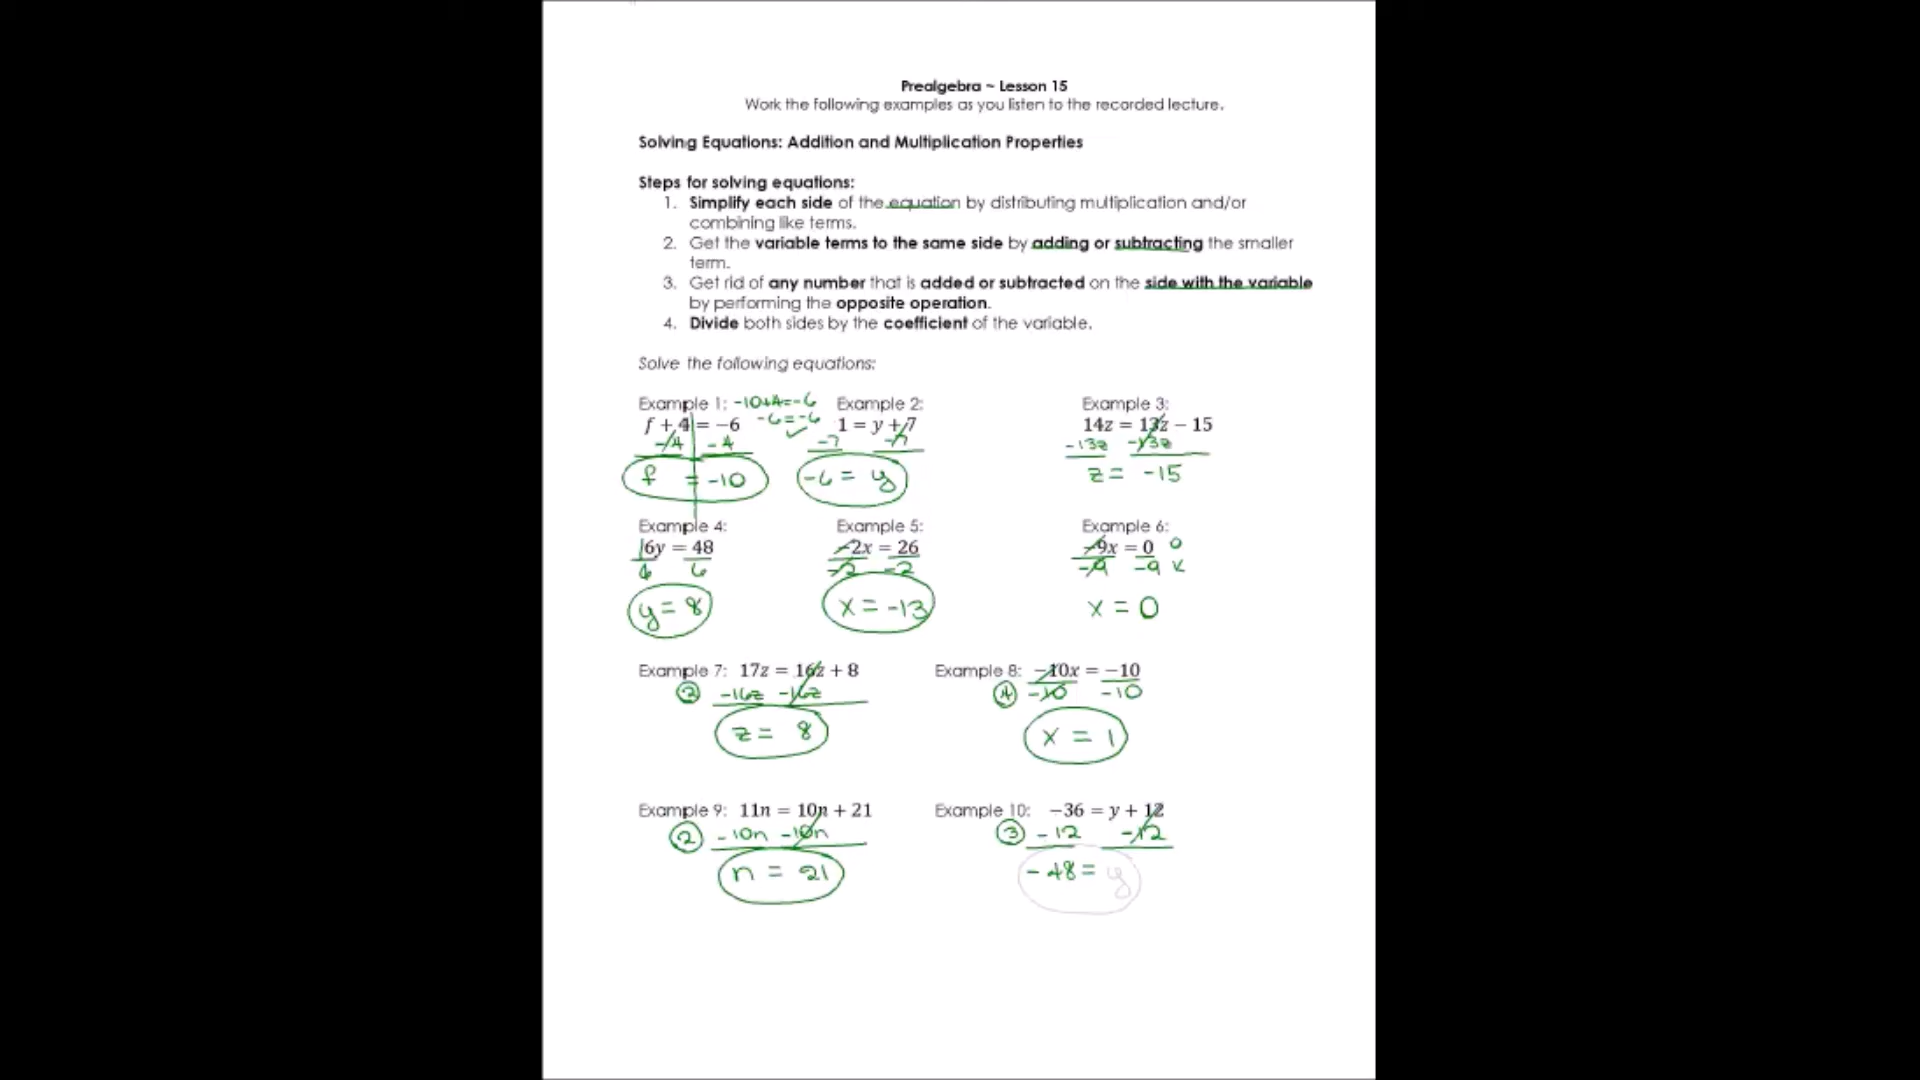 Prealgebra ~ Lesson 15
Work the following examples as you listen to the recorded lecture.
Solving Equations: Addition and Multiplication Properties
Steps for solving equations:
1. Simplify each side of the equation by distributing multiplication and/or
combining like terms.
2. Get the variable terms to the same side by adding or subtracting the smaller
term.
3. Get rid of any number that is added or subtracted on the side with the variable
by performing the opposite operation.
4. Divide both sides by the coefficient of the variable.
Solve the following equations:
Example 1: -10+4=-6 Example 2: Example 3:
f + 4 = −6 -6=-6 ✓ 1 = y + 7 14z = 13z − 15
-4 -4 -7 -7 -13z -13z
f = -10 -6 = y z = -15
Example 4: Example 5: Example 6:
6y = 48 −2x = 26 −9x = 0 0
6 6 -2 -2 -9 -9 K
y = 8 x = -13 x = 0
Example 7: 17z = 16z + 8 Example 8: −10x = −10
② -16z -16z ④ -10 -10
z = 8 x = 1
Example 9: 11n = 10n + 21 Example 10: −36 = y + 12
② -10n -10n ③ -12 -12
n = 21 -48 = y